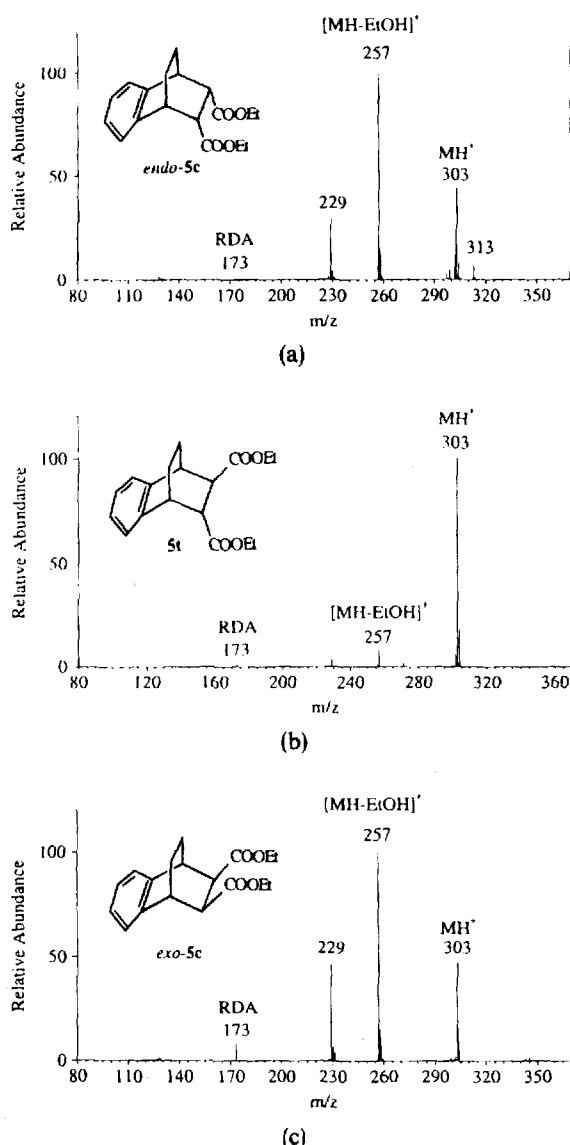 [MH-EtOH]+
257
100
50
0
Relative Abundance
COOEt
COOEt
endo-5c
MH+
303
229
313
RDA
173
80 110 140 170 200 230 260 290 320 360
m/z
(a)
MH+
303
100
50
0
Relative Abundance
COOEt
COOEt
5t
[MH-EtOH]+
257
RDA
173
80 120 160 200 240 280 320 360
m/z
(b)
[MH-EtOH]+
257
100
50
0
Relative Abundance
COOEt
COOEt
exo-5c
MH+
303
229
RDA
173
80 110 140 170 200 230 260 290 320 360
m/z
(c)